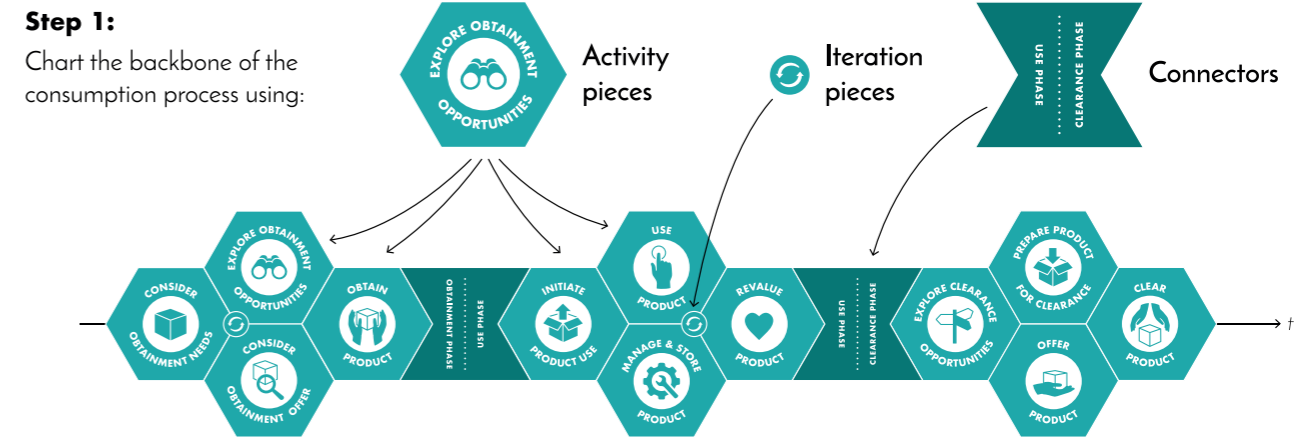 Step 1:
Chart the backbone of the
consumption process using:
EXPLORE OBTAINMENT
OPPORTUNITIES
Activity
pieces
Iteration
pieces
USE PHASE
CLEARANCE PHASE
Connectors
CONSIDER
OBTAINMENT NEEDS
EXPLORE OBTAINMENT
OPPORTUNITIES
CONSIDER
OBTAINMENT OFFER
OBTAIN
PRODUCT
OBTAINMENT PHASE
USE PHASE
INITIATE
PRODUCT USE
USE
PRODUCT
MANAGE & STORE
PRODUCT
REVALUE
PRODUCT
USE PHASE
CLEARANCE PHASE
EXPLORE CLEARANCE
OPPORTUNITIES
PREPARE PRODUCT
FOR CLEARANCE
OFFER
PRODUCT
CLEAR
PRODUCT
t